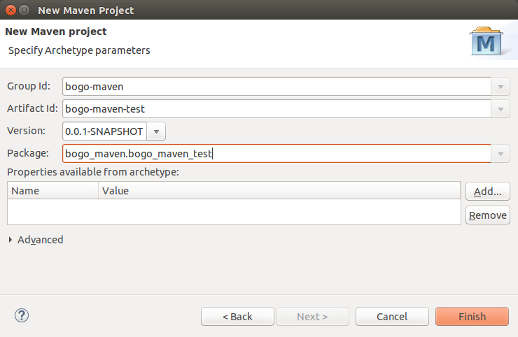 New Maven Project
New Maven project
Specify Archetype parameters
M
Group Id: bogo-maven
Artifact Id: bogo-maven-test
Version: 0.0.1-SNAPSHOT
Package: bogo_maven.bogo_maven_test
Properties available from archetype:
Name Value Add...
Remove
Advanced
? < Back Next > Cancel Finish